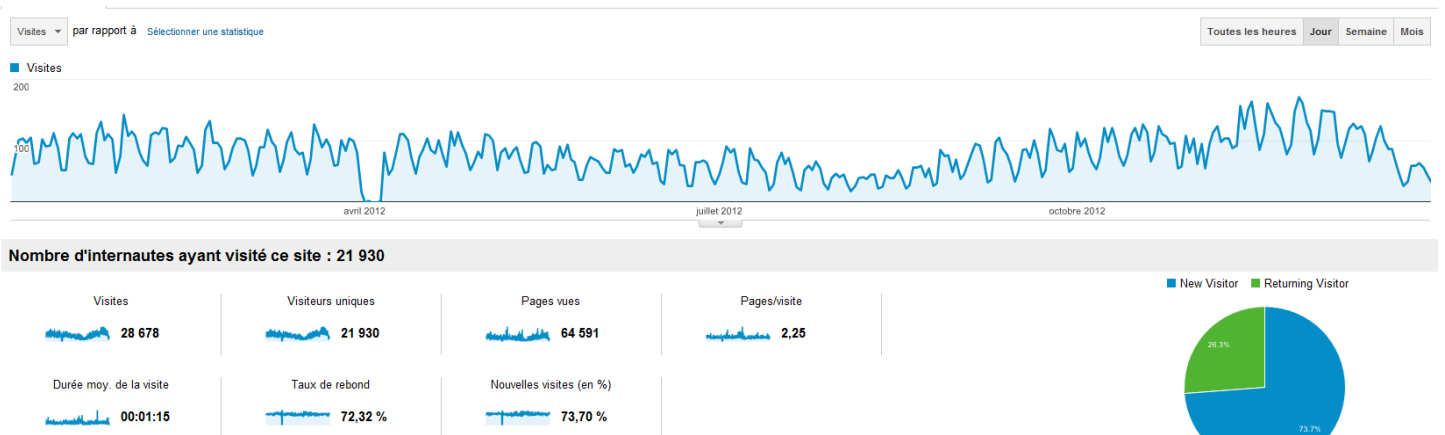 Visites par rapport à Sélectionner une statistique
Toutes les heures Jour Semaine Mois
Visites
200
100
avril 2012 juillet 2012 octobre 2012
Nombre d'internautes ayant visité ce site : 21 930
New Visitor Returning Visitor
Visites Visiteurs uniques Pages vues Pages/visite
28 678 21 930 64 591 2,25
26.3%
Durée moy. de la visite Taux de rebond Nouvelles visites (en %)
00:01:15 72,32 % 73,70 %
73.7%